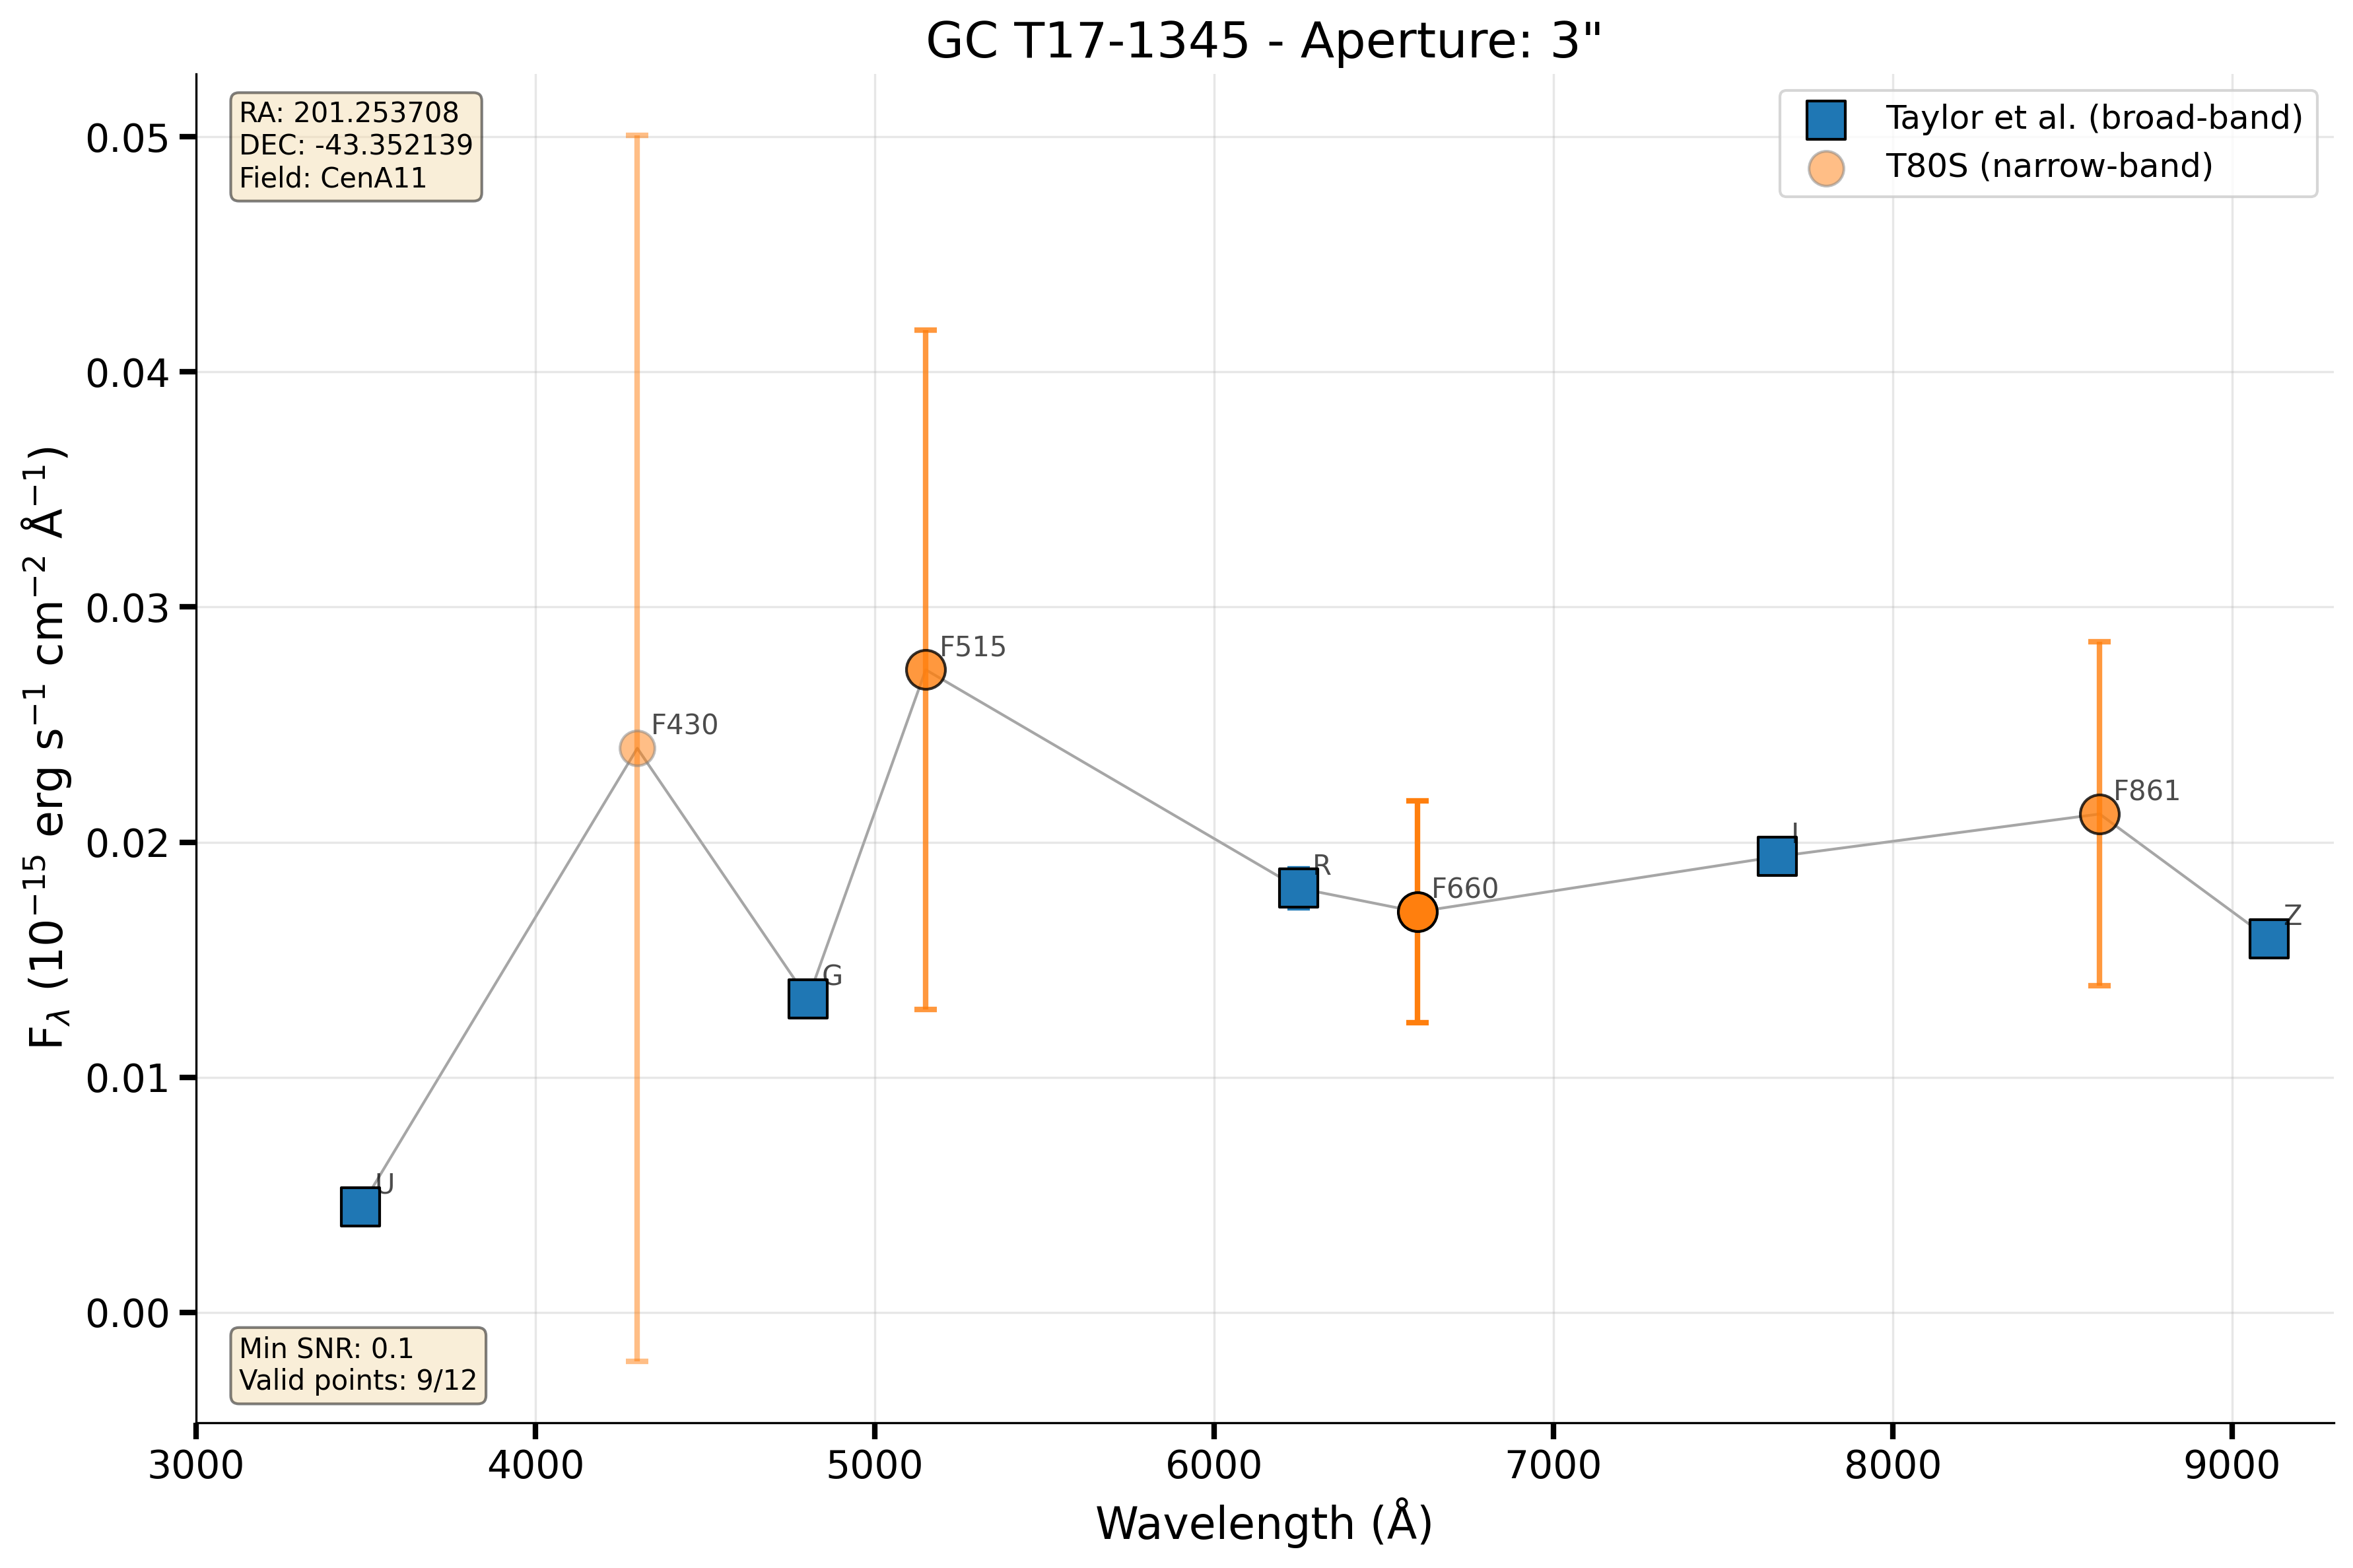 GC T17-1345 - Aperture: 3"
RA: 201.253708
DEC: -43.352139
Field: CenA11
Taylor et al. (broad-band)
T80S (narrow-band)
0.05
0.04
0.03
0.02
0.01
0.00
F515
F430
F861
I
R
F660
Z
G
U
Min SNR: 0.1
Valid points: 9/12
3000 4000 5000 6000 7000 8000 9000
Wavelength (Å)
Fλ (10⁻¹⁵ erg s⁻¹ cm⁻² Å⁻¹)